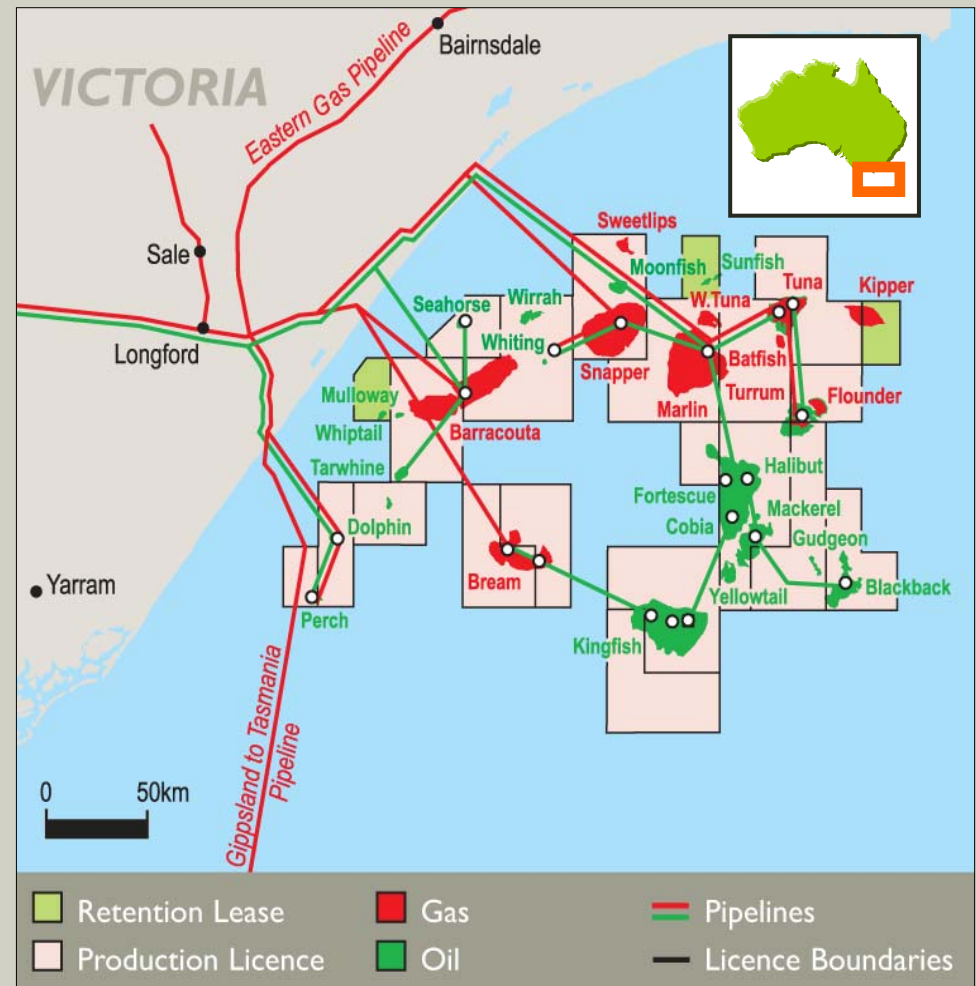 Bairnsdale
VICTORIA
Eastern Gas Pipeline
Sweetlips
Sale
Moonfish
Sunfish
Tuna
Kipper
Seahorse
Wirrah
W.Tuna
Longford
Whiting
Batfish
Snapper
Turrum
Flounder
Mulloway
Marlin
Whiptail
Barracouta
Tarwhine
Halibut
Fortescue
Mackerel
Dolphin
Cobia
Gudgeon
Yarram
Bream
Blackback
Yellowtail
Perch
Kingfish
Gippsland to Tasmania
Pipeline
0 50km
Retention Lease
Gas
Pipelines
Production Licence
Oil
Licence Boundaries